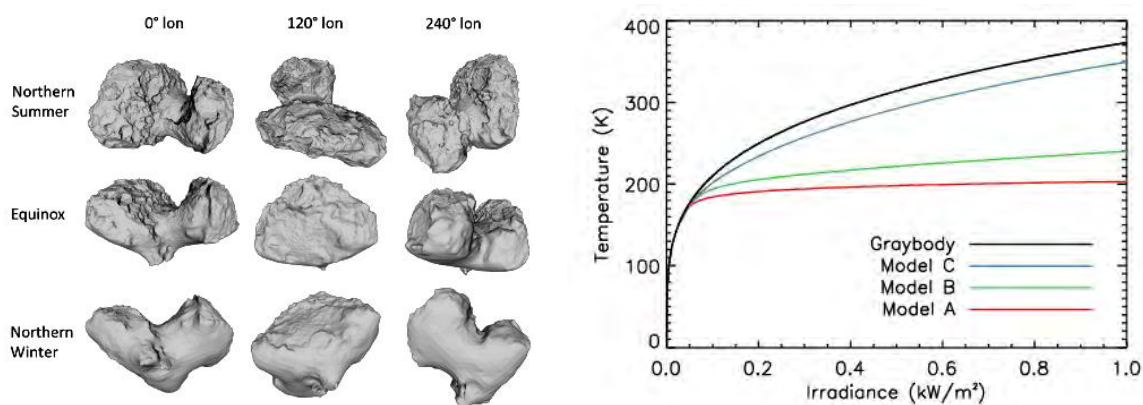 0° lon 120° lon 240° lon
Northern
Summer
Equinox
Northern
Winter
Temperature (K)
400
300
200
100
0
0.0 0.2 0.4 0.6 0.8 1.0
Irradiance (kW/m²)
Graybody
Model C
Model B
Model A